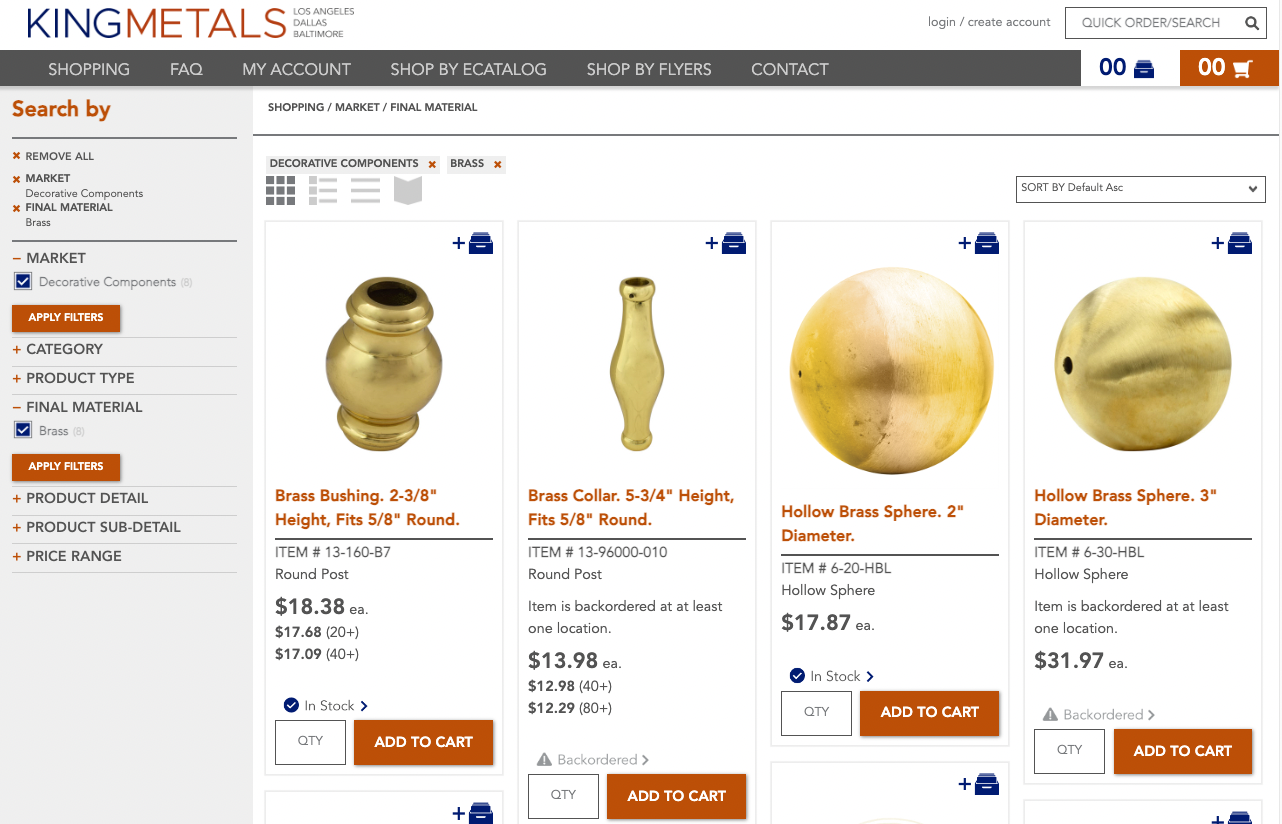 KINGMETALS
LOS ANGELES
DALLAS
BALTIMORE
login / create account
QUICK ORDER/SEARCH
SHOPPING FAQ MY ACCOUNT SHOP BY ECATALOG SHOP BY FLYERS CONTACT
00
00
Search by
REMOVE ALL
MARKET
Decorative Components
FINAL MATERIAL
Brass
– MARKET
Decorative Components (8)
APPLY FILTERS
+ CATEGORY
+ PRODUCT TYPE
– FINAL MATERIAL
Brass (8)
APPLY FILTERS
+ PRODUCT DETAIL
+ PRODUCT SUB-DETAIL
+ PRICE RANGE
SHOPPING / MARKET / FINAL MATERIAL
DECORATIVE COMPONENTS
BRASS
SORT BY Default Asc
+
Brass Bushing. 2-3/8"
Height, Fits 5/8" Round.
ITEM # 13-160-B7
Round Post
$18.38 ea.
$17.68 (20+)
$17.09 (40+)
In Stock
QTY
ADD TO CART
+
+
Brass Collar. 5-3/4" Height,
Fits 5/8" Round.
ITEM # 13-96000-010
Round Post
Item is backordered at at least
one location.
$13.98 ea.
$12.98 (40+)
$12.29 (80+)
Backordered
QTY
ADD TO CART
+
Hollow Brass Sphere. 2"
Diameter.
ITEM # 6-20-HBL
Hollow Sphere
$17.87 ea.
In Stock
QTY
ADD TO CART
+
+
Hollow Brass Sphere. 3"
Diameter.
ITEM # 6-30-HBL
Hollow Sphere
Item is backordered at at least
one location.
$31.97 ea.
Backordered
QTY
ADD TO CART
+